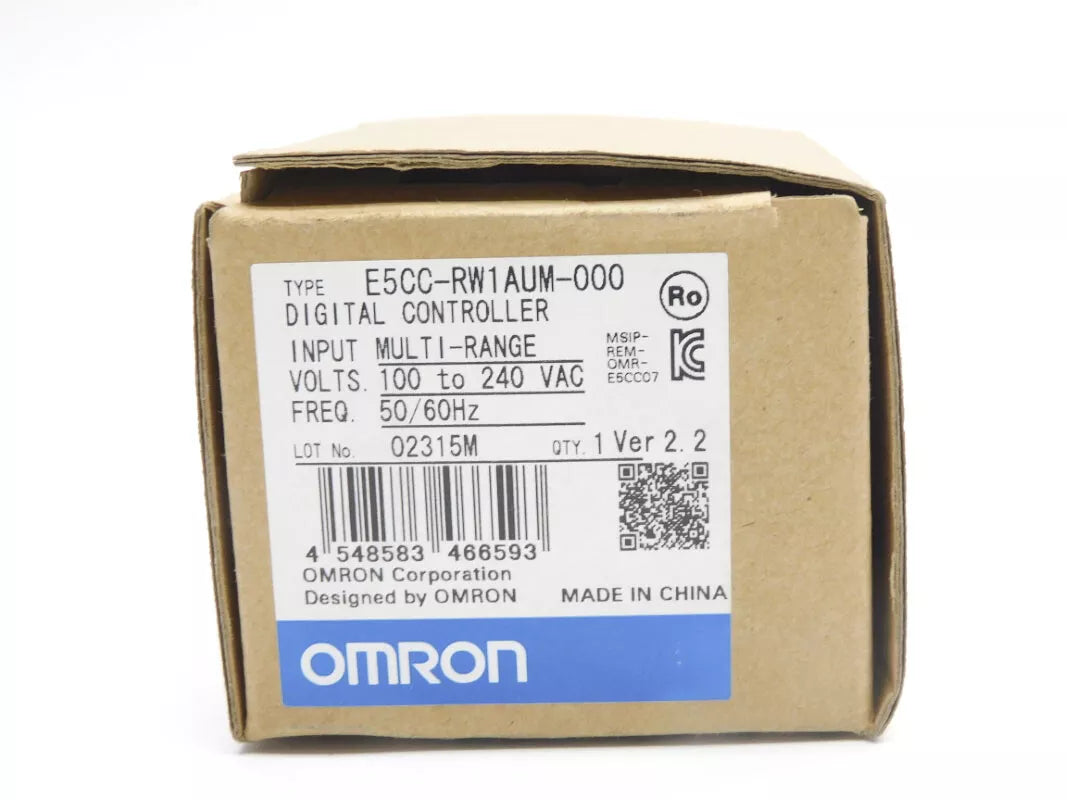 TYPE E5CC-RW1AUM-000
DIGITAL CONTROLLER
Ro
INPUT MULTI-RANGE
VOLTS. 100 to 240 VAC
FREQ. 50/60Hz
MSIP-
REM-
OMR-
E5CC07
LOT No. 02315M QTY. 1 Ver 2.2
4 548583 466593
OMRON Corporation
Designed by OMRON MADE IN CHINA
OMRON